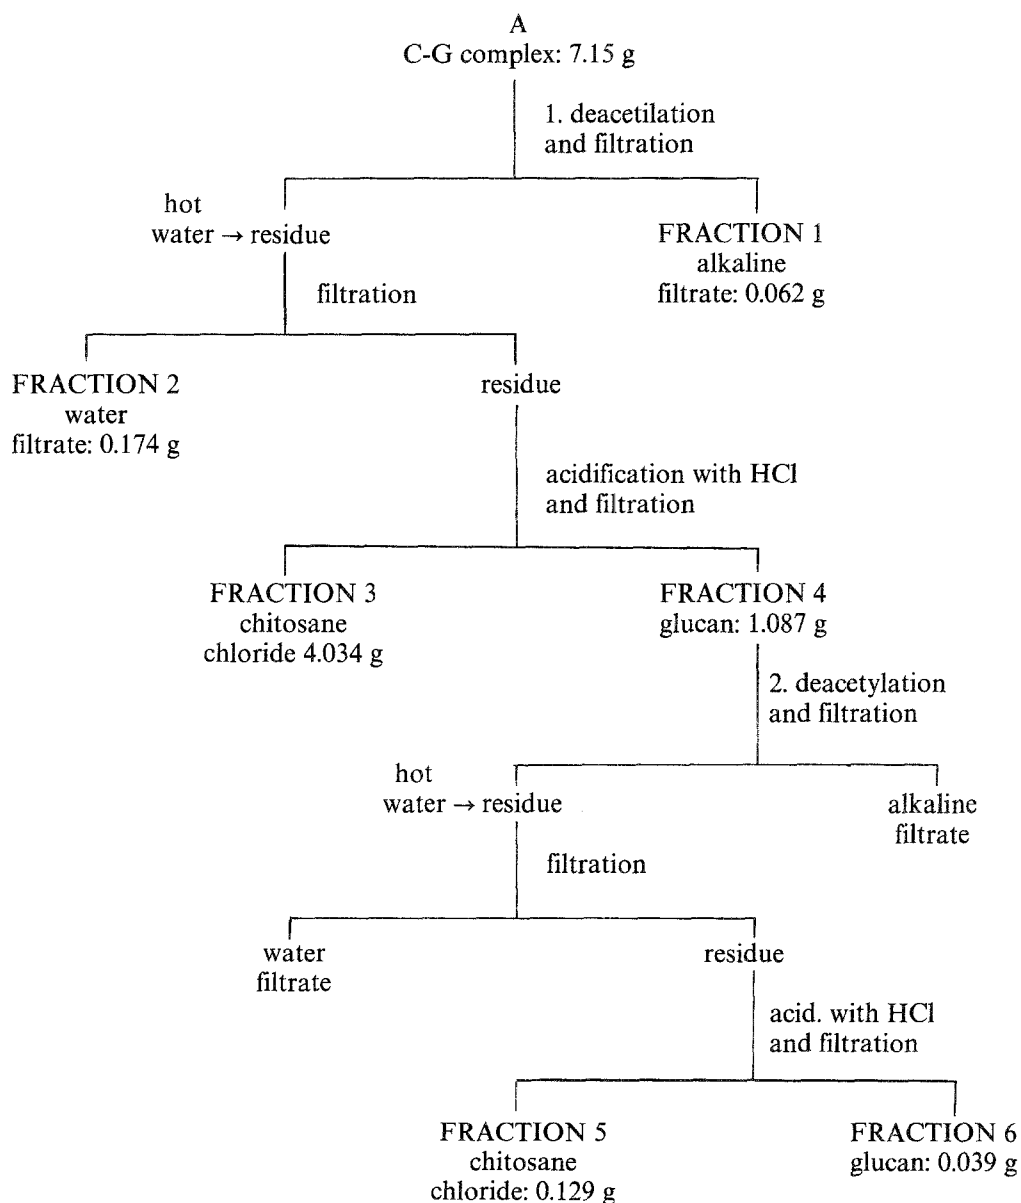 A
C-G complex: 7.15 g
1. deacetilation
and filtration
hot
water → residue
FRACTION 1
alkaline
filtrate: 0.062 g
filtration
FRACTION 2
water
filtrate: 0.174 g
residue
acidification with HCl
and filtration
FRACTION 3
chitosane
chloride 4.034 g
FRACTION 4
glucan: 1.087 g
2. deacetylation
and filtration
hot
water → residue
alkaline
filtrate
filtration
water
filtrate
residue
acid. with HCl
and filtration
FRACTION 5
chitosane
chloride: 0.129 g
FRACTION 6
glucan: 0.039 g